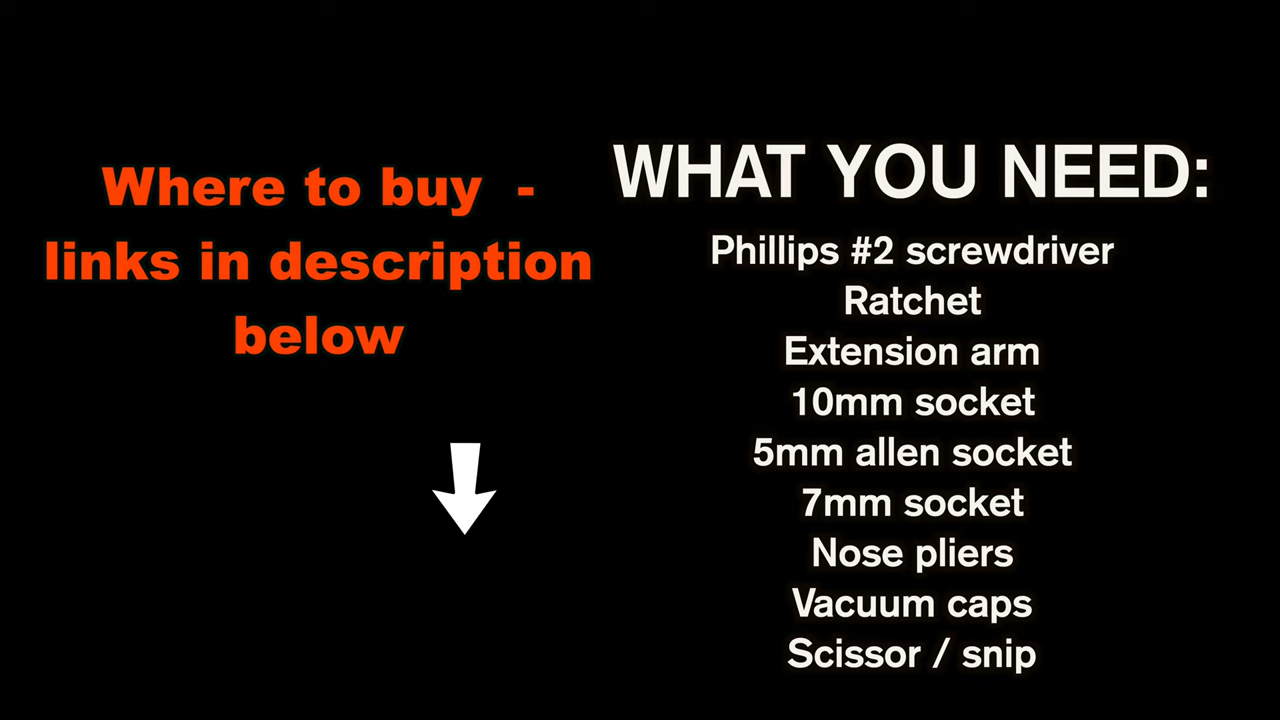 Where to buy  -
links in description
below
WHAT YOU NEED:
Phillips #2 screwdriver
Ratchet
Extension arm
10mm socket
5mm allen socket
7mm socket
Nose pliers
Vacuum caps
Scissor / snip